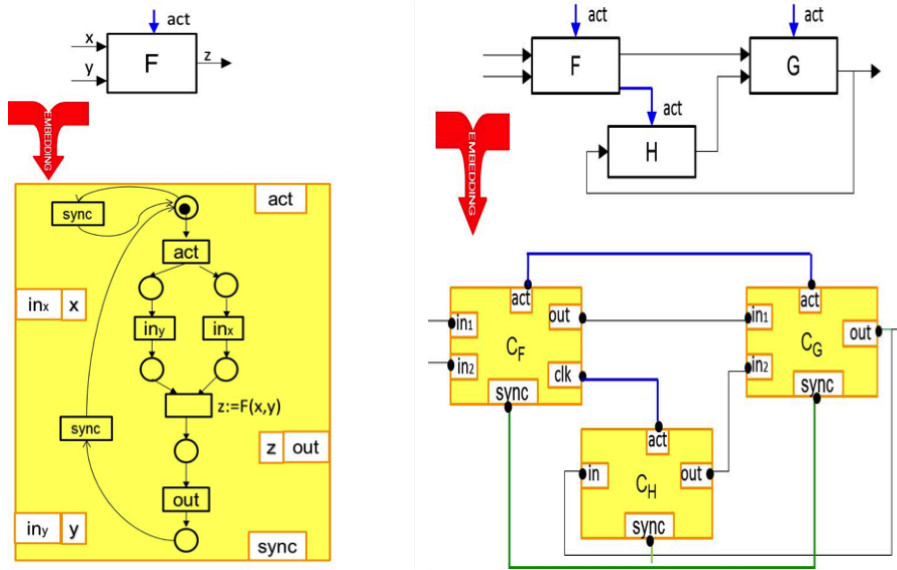 act
x
y
F
z
EMBEDDING
act
sync
act
inx
x
iny
inx
z:=F(x,y)
sync
z
out
out
iny
y
sync
act
act
F
G
act
H
EMBEDDING
act
out
in1
CF
in2
clk
sync
act
in1
out
CG
in2
sync
act
in
out
CH
sync